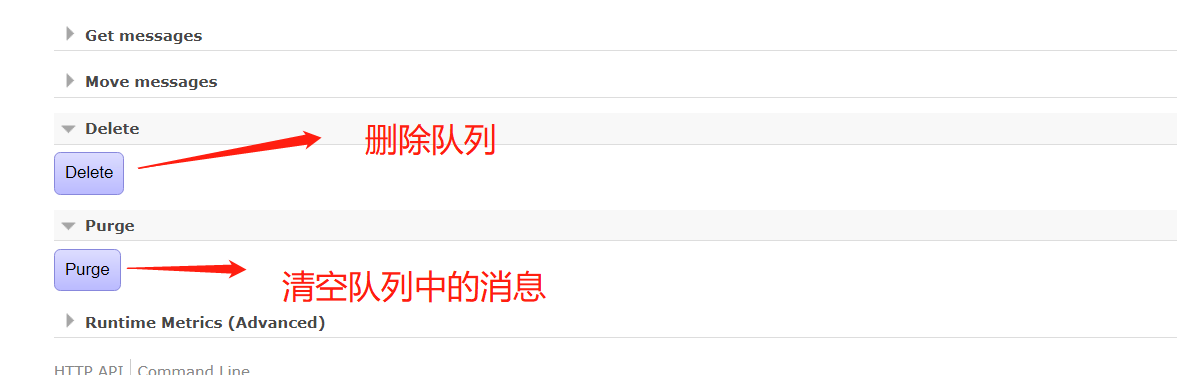 Get messages
Move messages
Delete
删除队列
Delete
Purge
Purge
清空队列中的消息
Runtime Metrics (Advanced)
HTTP API Command Line